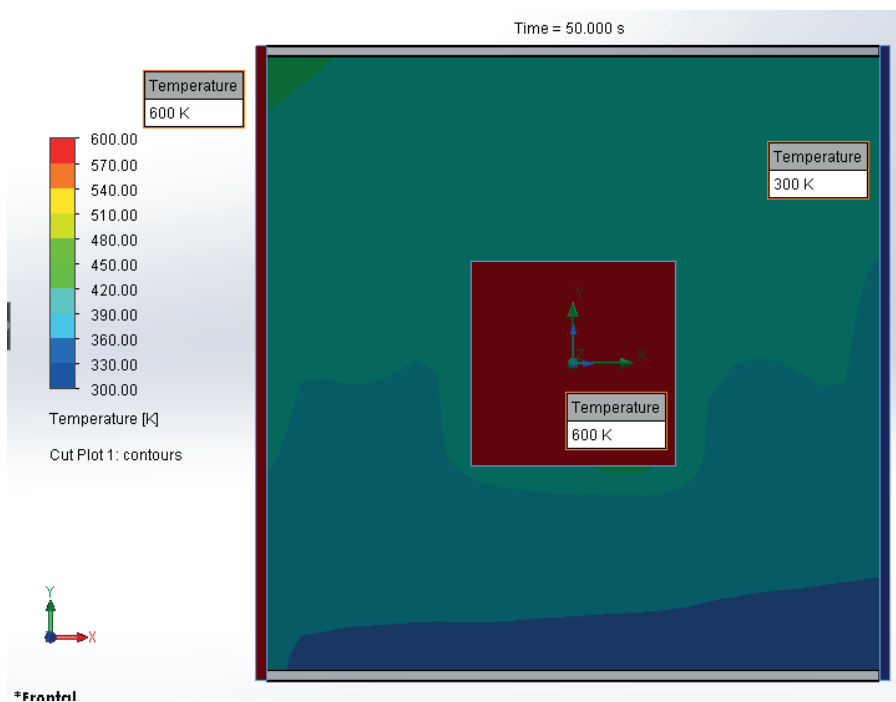 Time = 50.000 s
Temperature
600 K
600.00
570.00
540.00
510.00
480.00
450.00
420.00
390.00
360.00
330.00
300.00
Temperature [K]
Cut Plot 1: contours
Temperature
300 K
Y
X
Z
Temperature
600 K
Y
X
*Frontal